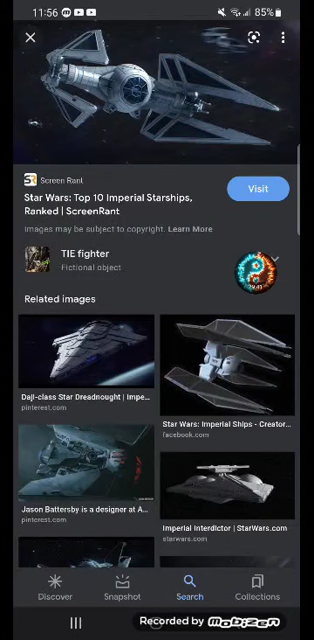 11:56
85%
Screen Rant
Star Wars: Top 10 Imperial Starships, Ranked | ScreenRant
Visit
Images may be subject to copyright. Learn More
TIE fighter
Fictional object
Related images
Daji-class Star Dreadnought | Impe...
pinterest.com
Star Wars: Imperial Ships - Creator...
facebook.com
Jason Battersby is a designer at A...
pinterest.com
Imperial Interdictor | StarWars.com
starwars.com
Discover
Snapshot
Search
Collections
Recorded by Mobizen